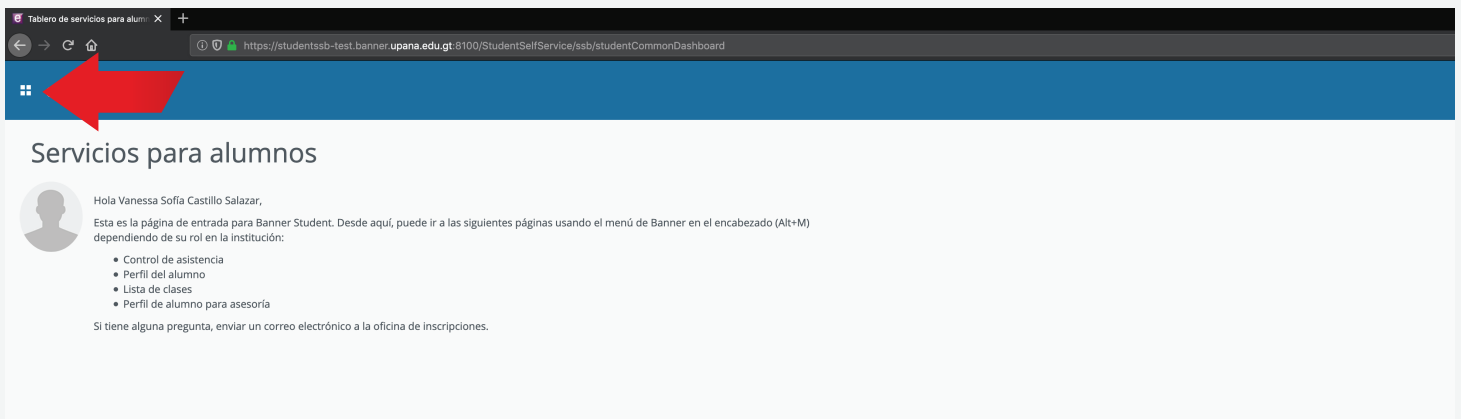 Tablero de servicios para alumn
https://studentssb-test.banner.upana.edu.gt:8100/StudentSelfService/ssb/studentCommonDashboard
Servicios para alumnos
Hola Vanessa Sofía Castillo Salazar,
Esta es la página de entrada para Banner Student. Desde aquí, puede ir a las siguientes páginas usando el menú de Banner en el encabezado (Alt+M)
dependiendo de su rol en la institución:
• Control de asistencia
• Perfil del alumno
• Lista de clases
• Perfil de alumno para asesoría
Si tiene alguna pregunta, enviar un correo electrónico a la oficina de inscripciones.